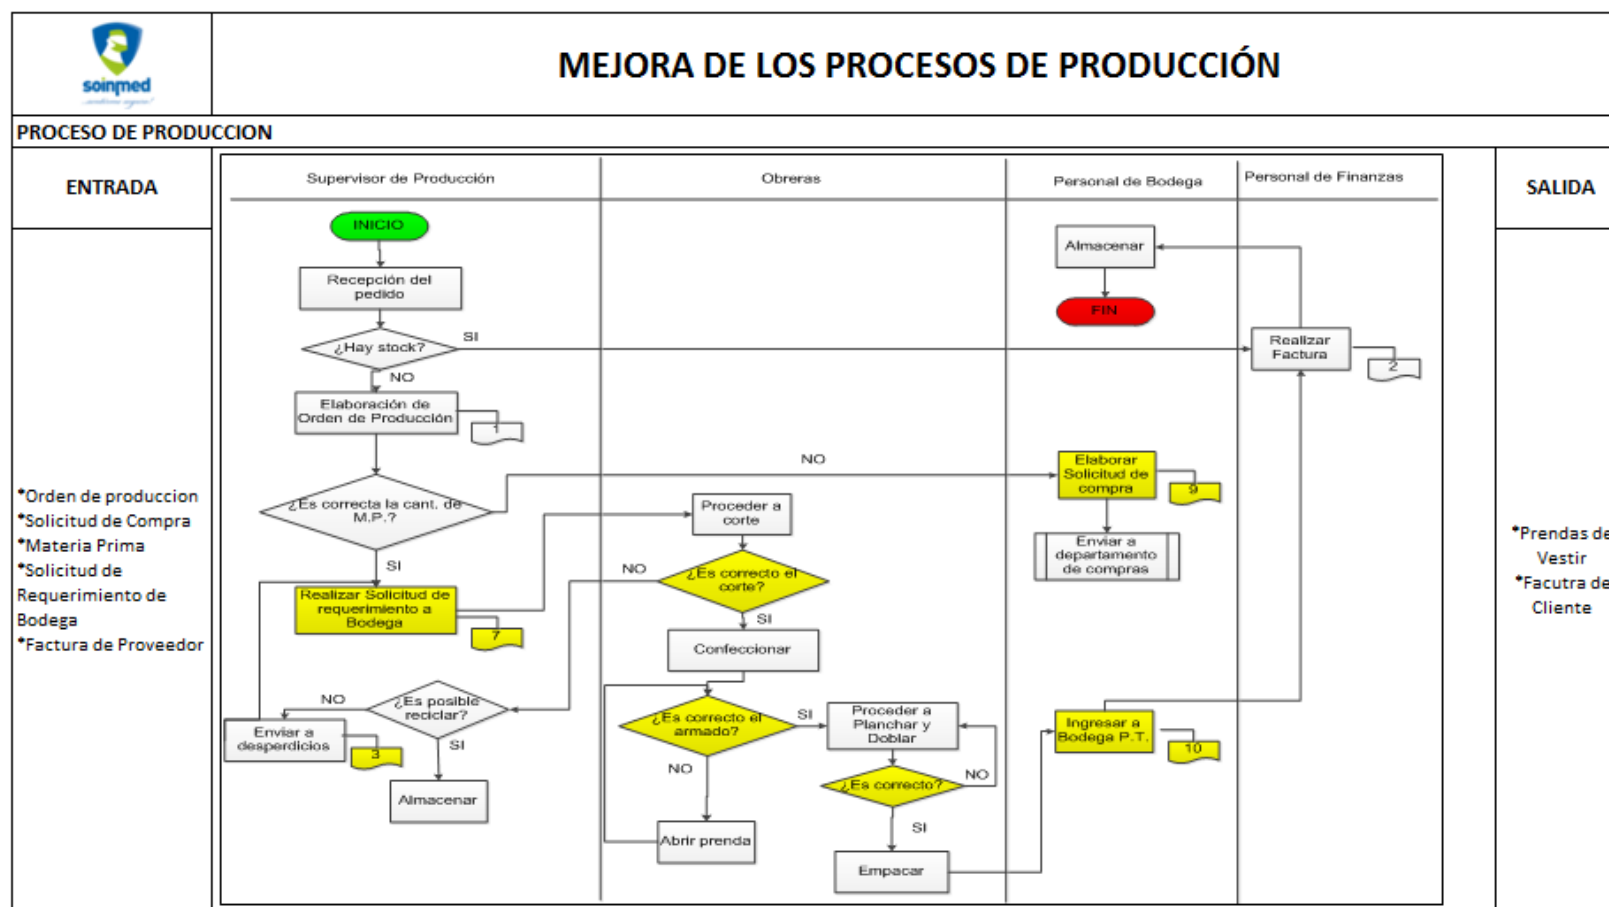 soinmed
MEJORA DE LOS PROCESOS DE PRODUCCIÓN
PROCESO DE PRODUCCION
ENTRADA
*Orden de produccion
*Solicitud de Compra
*Materia Prima
*Solicitud de
Requerimiento de
Bodega
*Factura de Proveedor
Supervisor de Producción
INICIO
Recepción del
pedido
¿Hay stock?
SI
NO
Elaboración de
Orden de Producción
1
¿Es correcta la cant. de
M.P.?
NO
SI
Realizar Solicitud de
requerimiento a
Bodega
7
¿Es posible
reciclar?
NO
SI
Enviar a
desperdicios
3
Almacenar
Obreras
Proceder a
corte
¿Es correcto el
corte?
NO
SI
Confeccionar
¿Es correcto el
armado?
SI
NO
Abrir prenda
Proceder a
Planchar y
Doblar
¿Es correcto?
NO
SI
Empacar
Personal de Bodega
Almacenar
FIN
Elaborar
Solicitud de
compra
9
Enviar a
departamento
de compras
Ingresar a
Bodega P.T.
10
Personal de Finanzas
Realizar
Factura
2
SALIDA
*Prendas de
Vestir
*Facutra de
Cliente